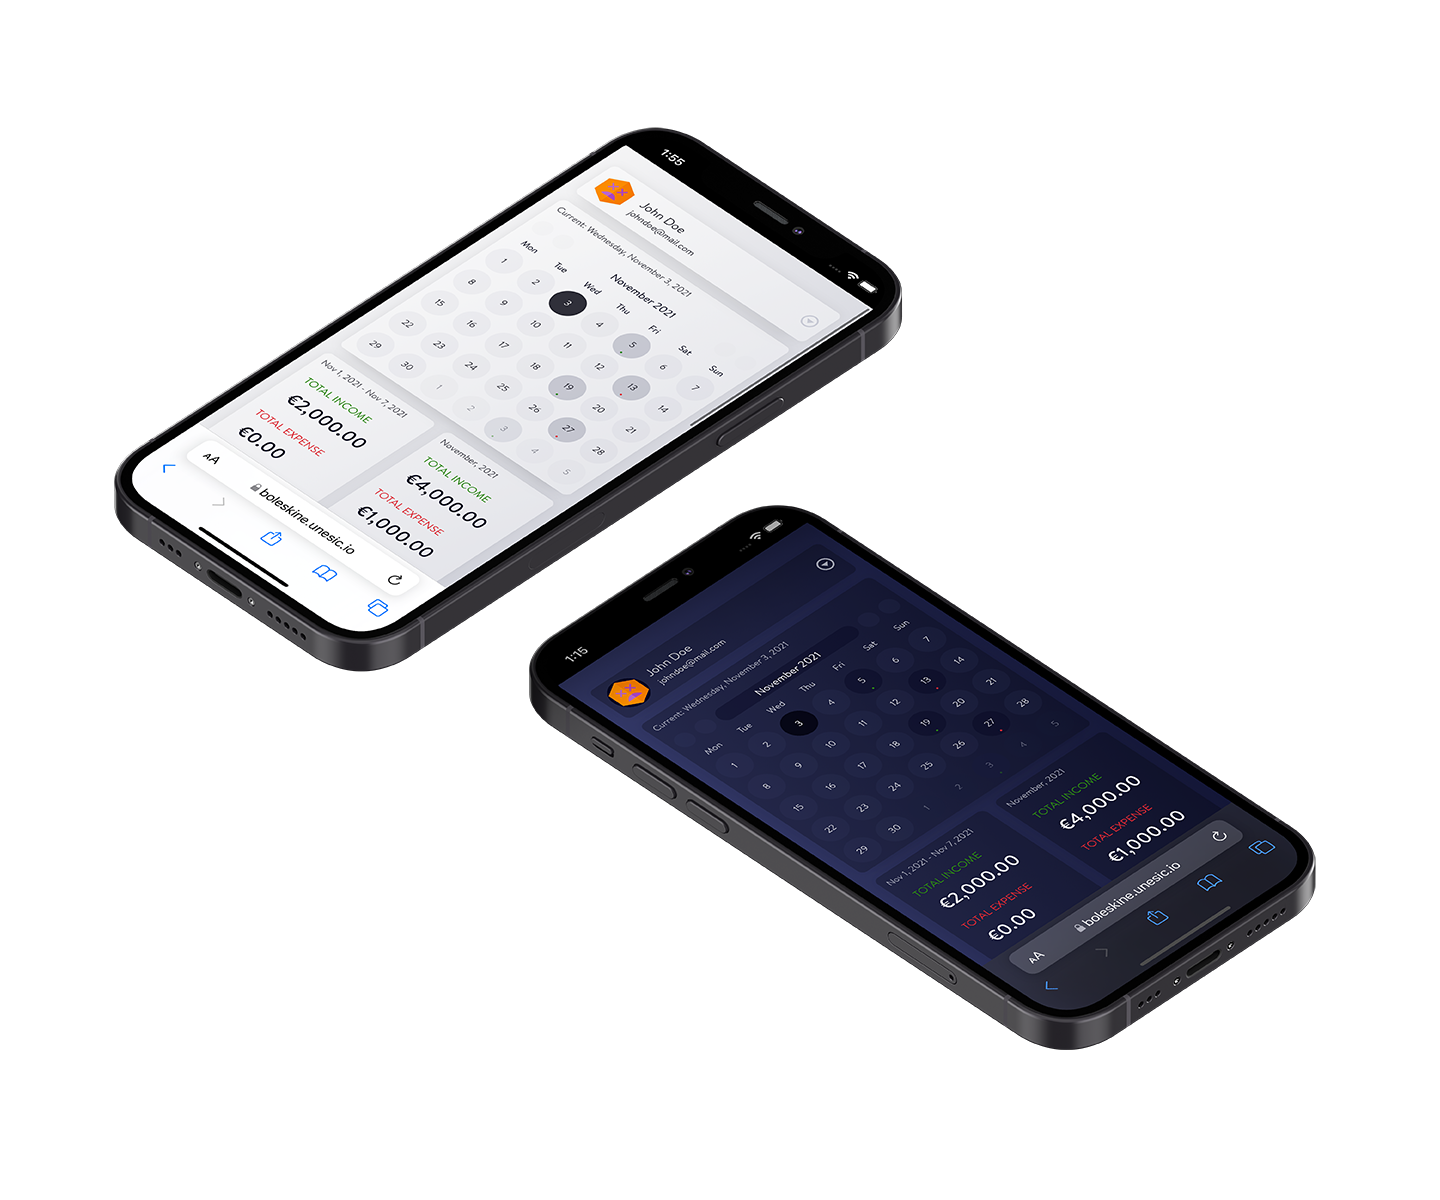 1:55
John Doe
johndoe@mail.com
Current: Wednesday, November 3, 2021
November 2021
Mon Tue Wed Thu Fri Sat Sun
1 2 3 4 5 6 7
8 9 10 11 12 13 14
15 16 17 18 19 20 21
22 23 24 25 26 27 28
29 30 1 2 3 4 5
Nov 1, 2021 - Nov 7, 2021
TOTAL INCOME
€2,000.00
TOTAL EXPENSE
€0.00
November, 2021
TOTAL INCOME
€4,000.00
TOTAL EXPENSE
€1,000.00
AA boleskine.unesic.io
1:15
John Doe
johndoe@mail.com
Current: Wednesday, November 3, 2021
November 2021
Mon Tue Wed Thu Fri Sat Sun
1 2 3 4 5 6 7
8 9 10 11 12 13 14
15 16 17 18 19 20 21
22 23 24 25 26 27 28
29 30 1 2 3 4 5
Nov 1, 2021 - Nov 7, 2021
TOTAL INCOME
€2,000.00
TOTAL EXPENSE
€0.00
November, 2021
TOTAL INCOME
€4,000.00
TOTAL EXPENSE
€1,000.00
AA boleskine.unesic.io